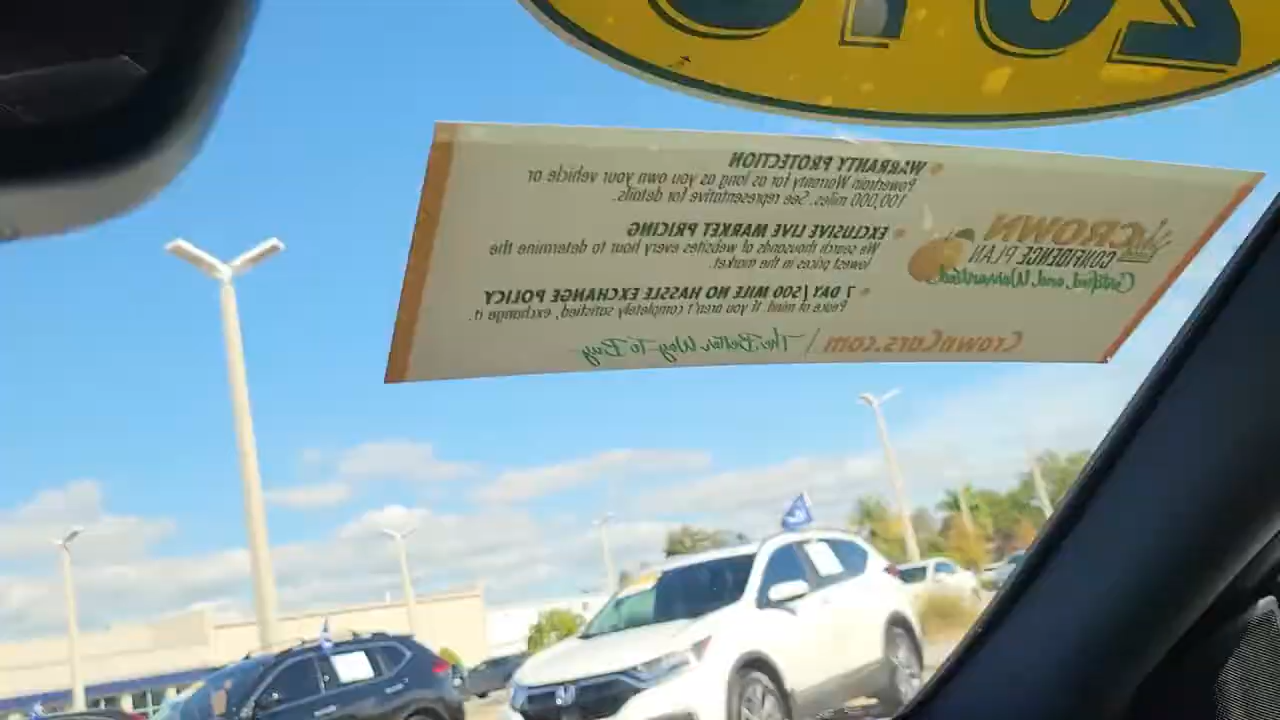 CROWN
CONFIDENCE PLAN
Certified and Warrantied.
WARRANTY PROTECTION
Powertrain Warranty for as long as you own your vehicle or
100,000 miles. See representative for details.
EXCLUSIVE LIVE MARKET PRICING
We search thousands of websites every hour to determine the
lowest prices in the market.
7 DAY/500 MILE NO HASSLE EXCHANGE POLICY
Peace of mind. If you aren't completely satisfied, exchange it.
CrownCars.com | The Better Way To Buy